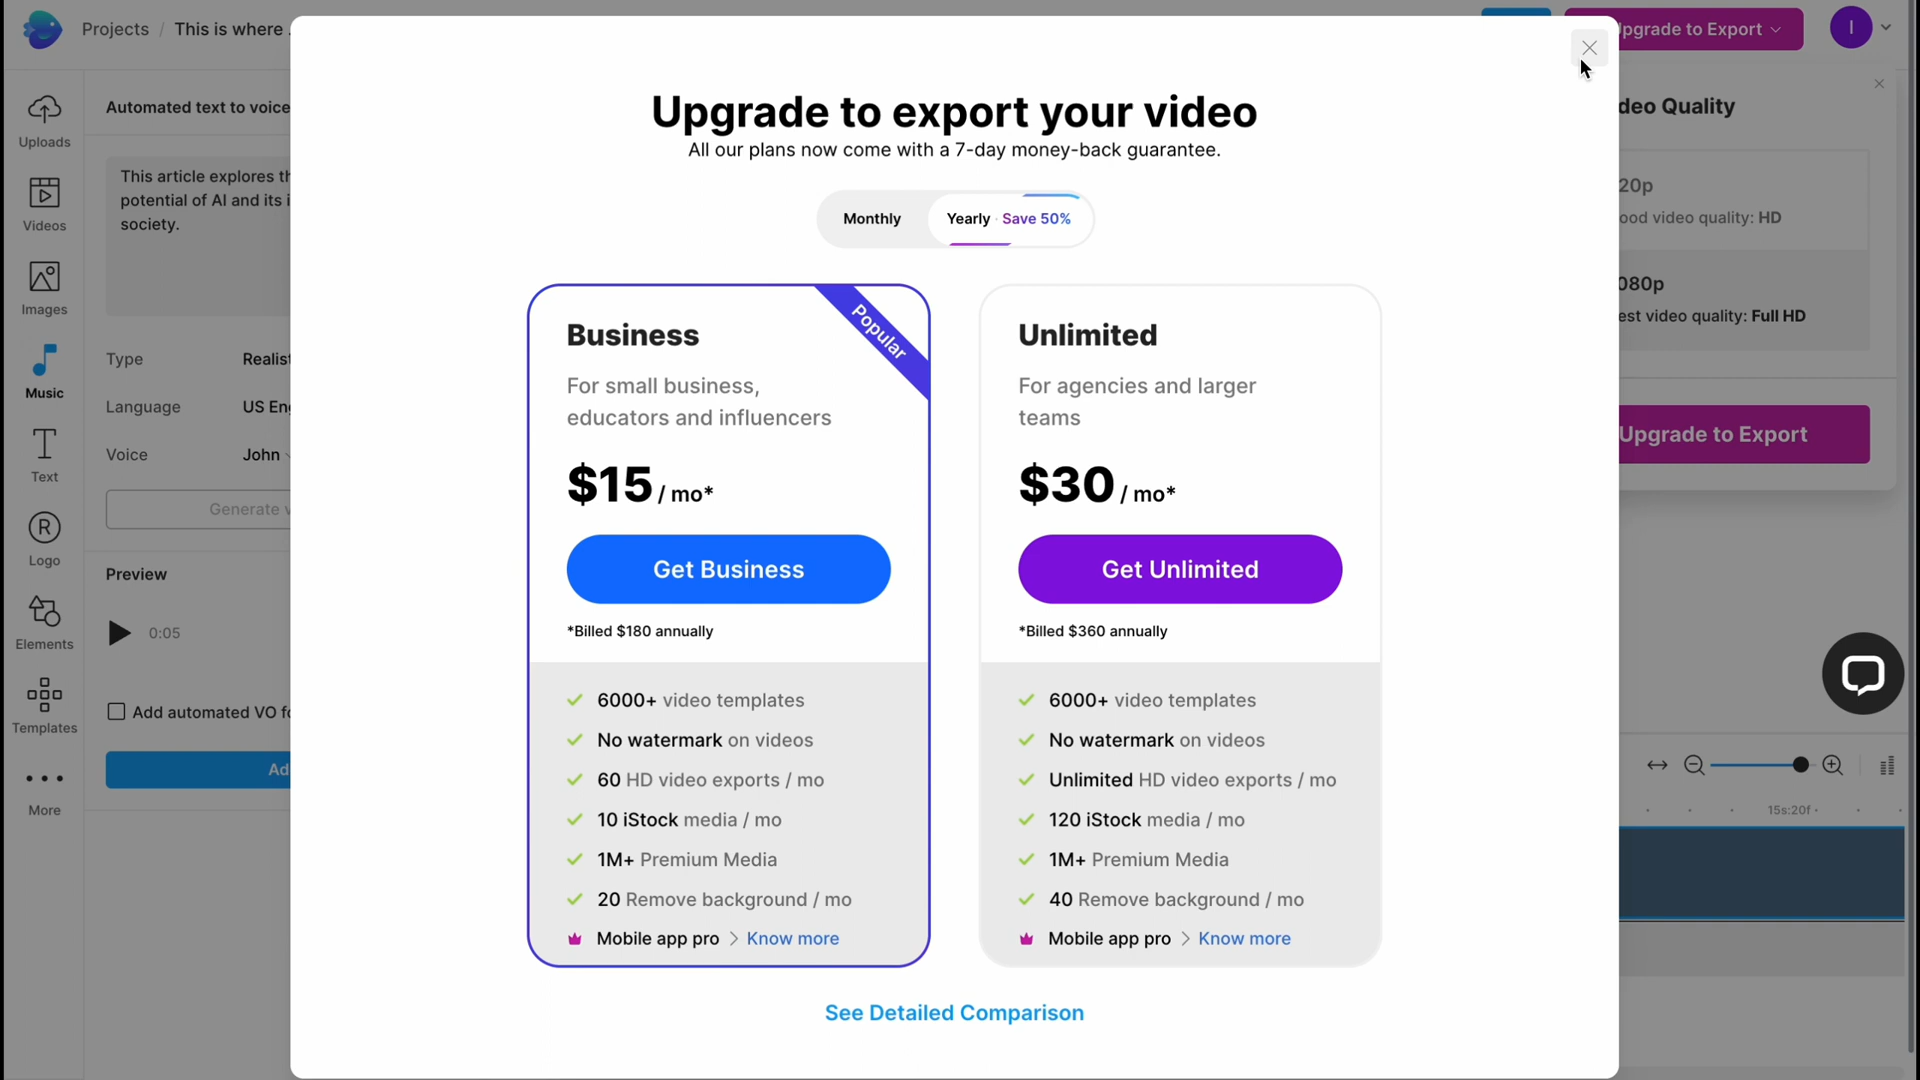 Projects / This is where
Upgrade to Export
I
Uploads
Videos
Images
Music
Text
Logo
Elements
Templates
More
Automated text to voice
This article explores th
potential of AI and its i
society.
Type Realist
Language US Eng
Voice John
Generate v
Preview
0:05
Add automated VO fo
Ad
Upgrade to export your video
All our plans now come with a 7-day money-back guarantee.
Monthly
Yearly · Save 50%
Popular
Business
For small business,
educators and influencers
$15 / mo*
Get Business
*Billed $180 annually
6000+ video templates
No watermark on videos
60 HD video exports / mo
10 iStock media / mo
1M+ Premium Media
20 Remove background / mo
Mobile app pro > Know more
Unlimited
For agencies and larger
teams
$30 / mo*
Get Unlimited
*Billed $360 annually
6000+ video templates
No watermark on videos
Unlimited HD video exports / mo
120 iStock media / mo
1M+ Premium Media
40 Remove background / mo
Mobile app pro > Know more
See Detailed Comparison
deo Quality
20p
ood video quality: HD
080p
est video quality: Full HD
Upgrade to Export
15s:20f